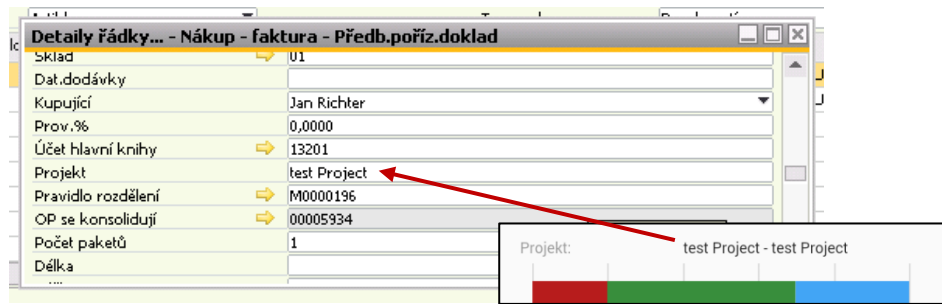 Detaily řádky... - Nákup - faktura - Předb.poříz.doklad
Sklad 01
Dat.dodávky
Kupující Jan Richter
Prov.% 0,0000
Účet hlavní knihy 13201
Projekt test Project
Pravidlo rozdělení M0000196
OP se konsolidují 00005934
Počet paketů 1
Projekt: test Project - test Project
Délka